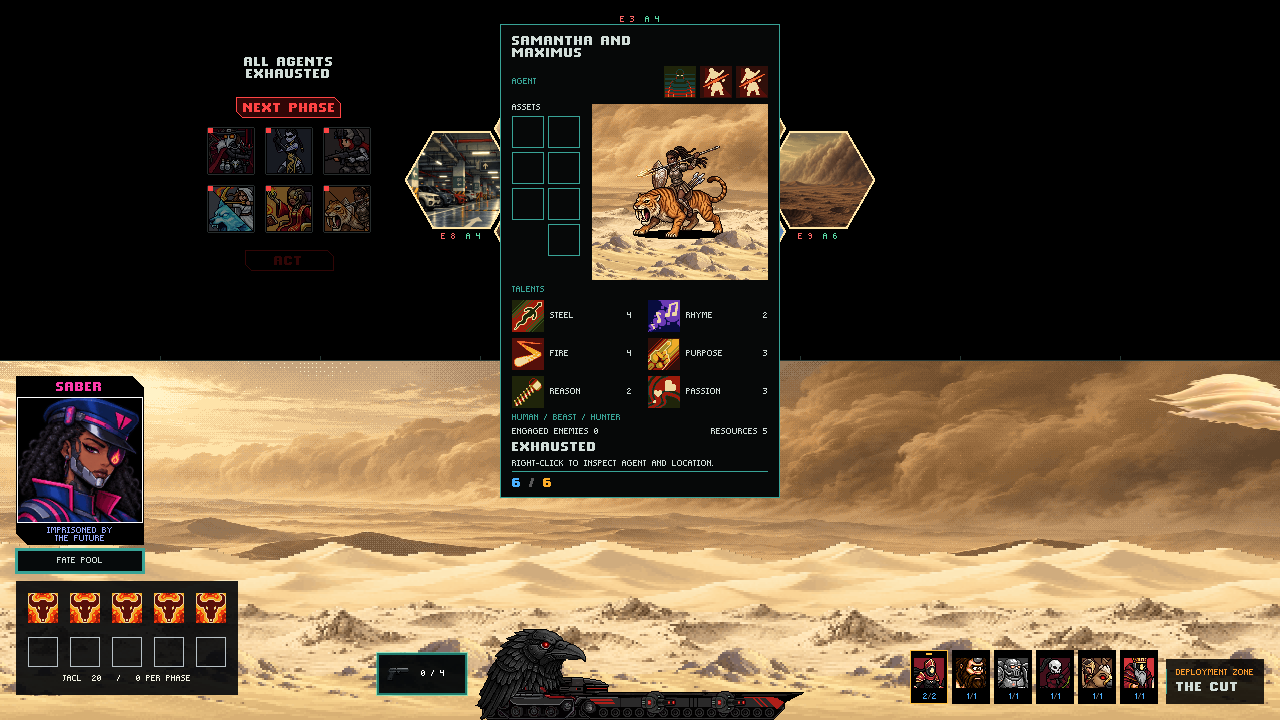 E 3 A 4
SAMANTHA AND
MAXIMUS
AGENT
ASSETS
ALL AGENTS
EXHAUSTED
NEXT PHASE
ACT
E 8 A 4
E 9 A 6
TALENTS
STEEL 4
RHYME 2
FIRE 4
PURPOSE 3
REASON 2
PASSION 3
HUMAN / BEAST / HUNTER
ENGAGED ENEMIES 0
RESOURCES 5
EXHAUSTED
RIGHT-CLICK TO INSPECT AGENT AND LOCATION.
6 / 6
SABER
IMPRISONED BY
THE FUTURE
FATE POOL
JACL 20 / 0 PER PHASE
0 / 4
2/2
1/1
1/1
1/1
1/1
1/1
DEPLOYMENT ZONE
THE CUT